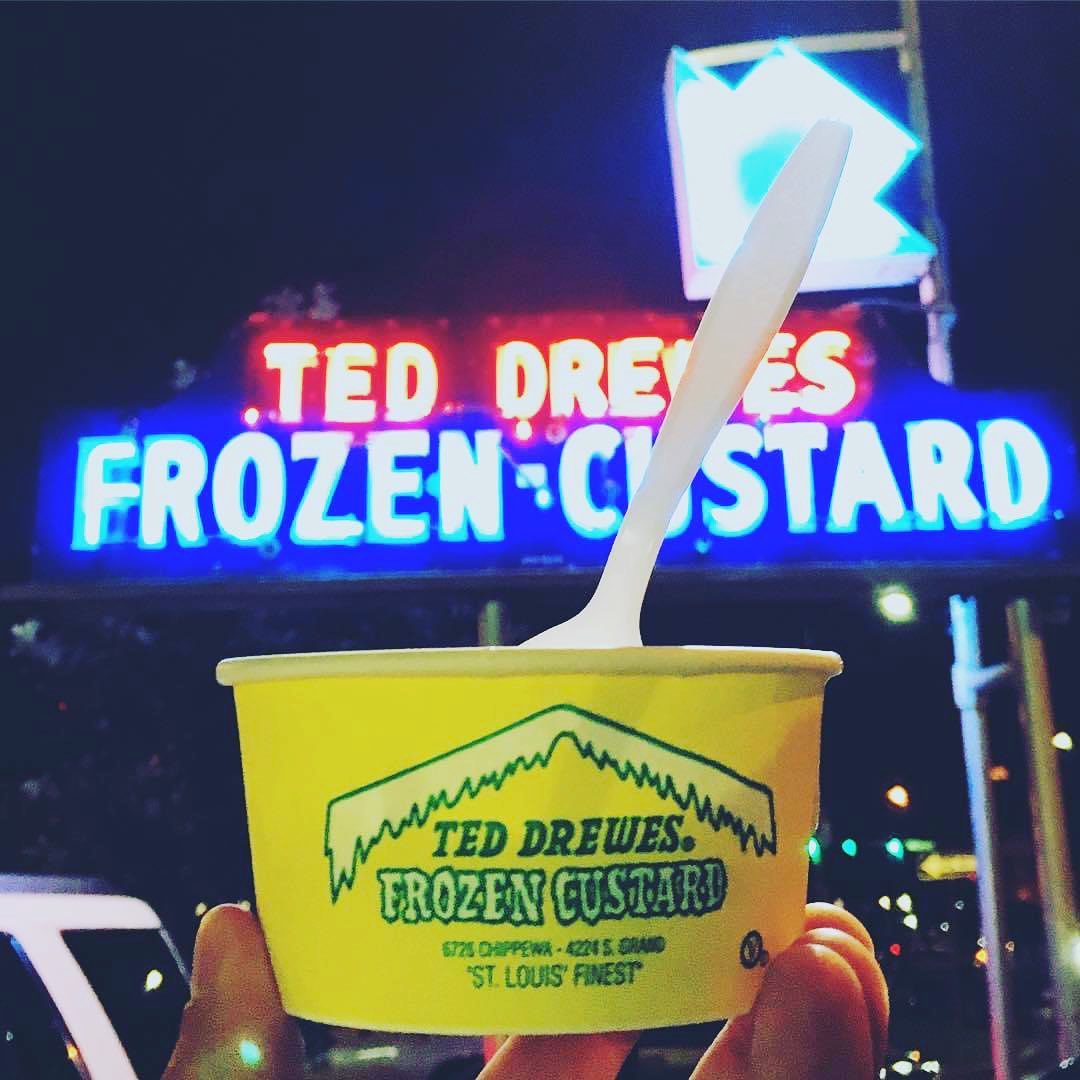 TED DREWES
FROZEN CUSTARD
TED DREWES®
FROZEN CUSTARD
6726 CHIPPEWA - 4224 S. GRAND
"ST. LOUIS' FINEST"